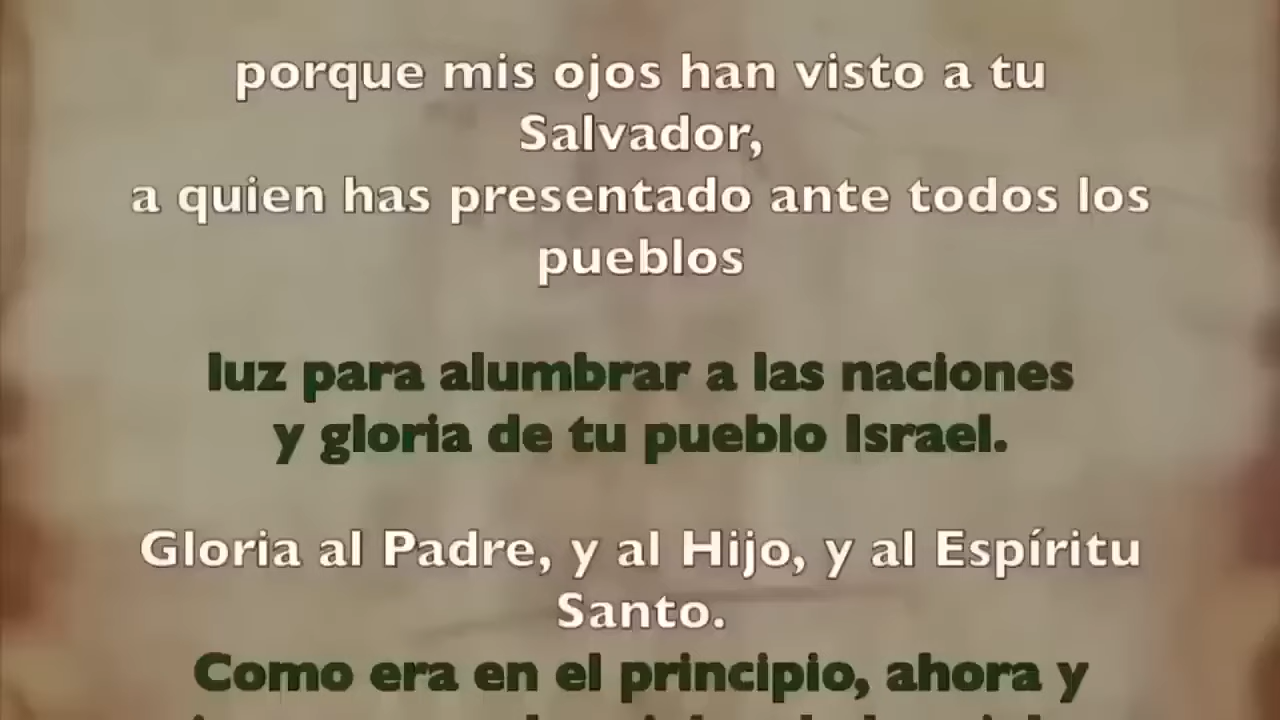 porque mis ojos han visto a tu
Salvador,
a quien has presentado ante todos los
pueblos
luz para alumbrar a las naciones
y gloria de tu pueblo Israel.
Gloria al Padre, y al Hijo, y al Espíritu
Santo.
Como era en el principio, ahora y